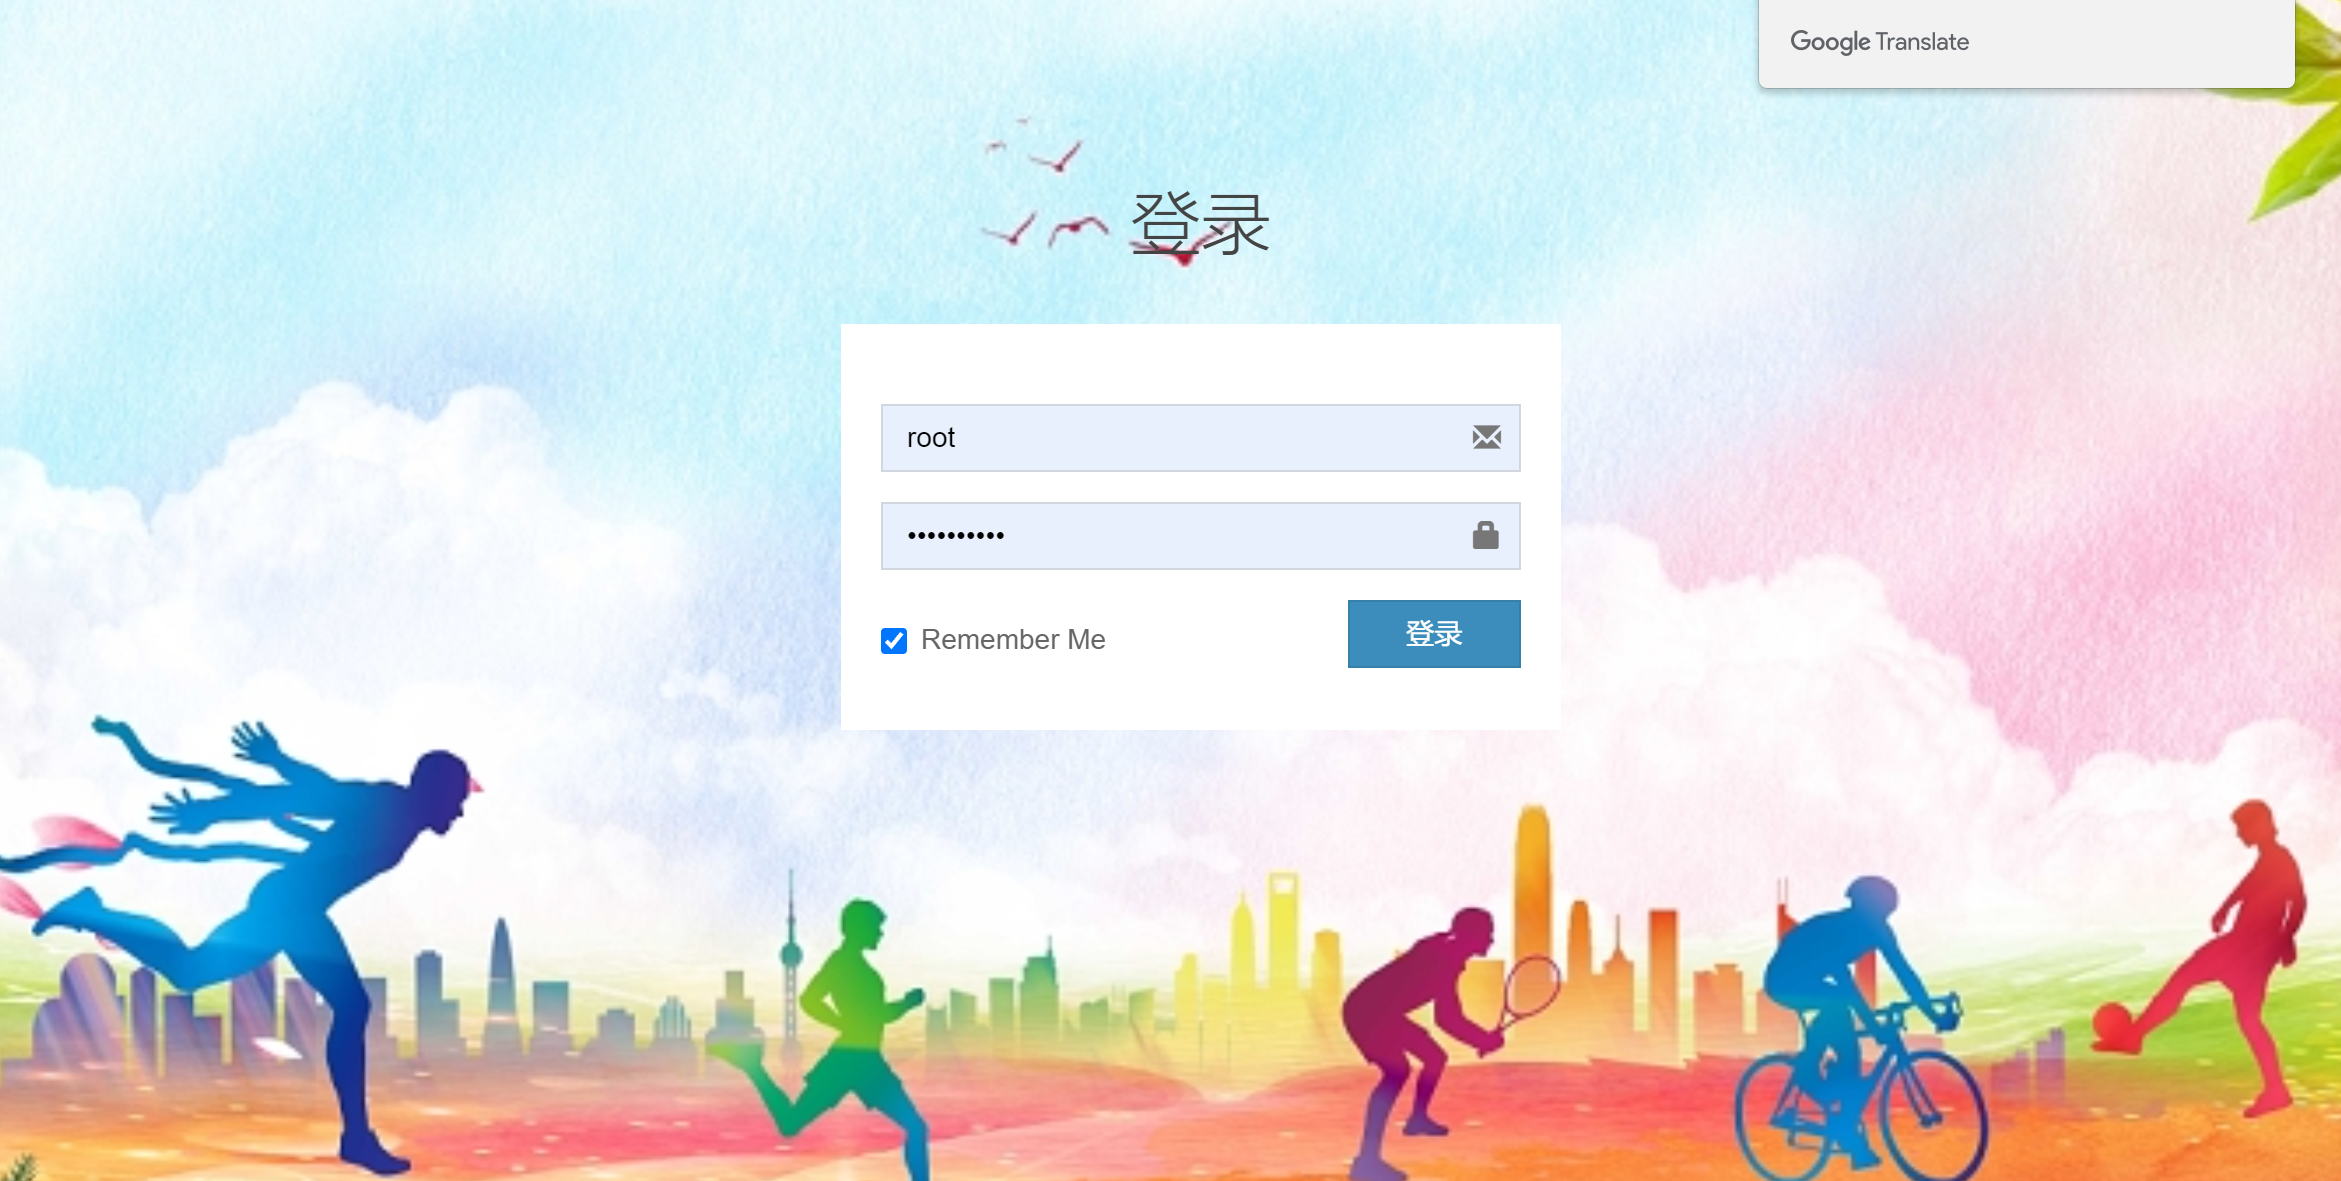 Google Translate
登录
root
••••••••••
Remember Me
登录